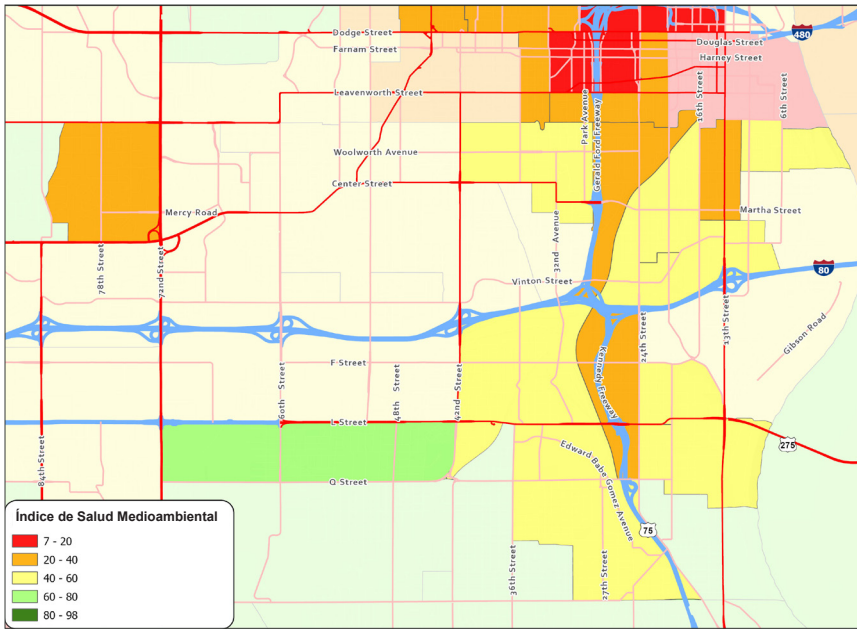 Dodge Street
Farnam Street
480
Douglas Street
Harney Street
Leavenworth Street
Park Avenue
Gerald Ford Freeway
16th Street
6th Street
Woolworth Avenue
Center Street
Mercy Road
Martha Street
32nd Avenue
78th Street
72nd Street
Vinton Street
80
24th Street
13th Street
Gibson Road
F Street
Kennedy Freeway
60th Street
48th Street
42nd Street
L Street
84th Street
275
Edward Babe Gomez Avenue
Q Street
75
36th Street
27th Street
Índice de Salud Medioambiental
7 - 20
20 - 40
40 - 60
60 - 80
80 - 98